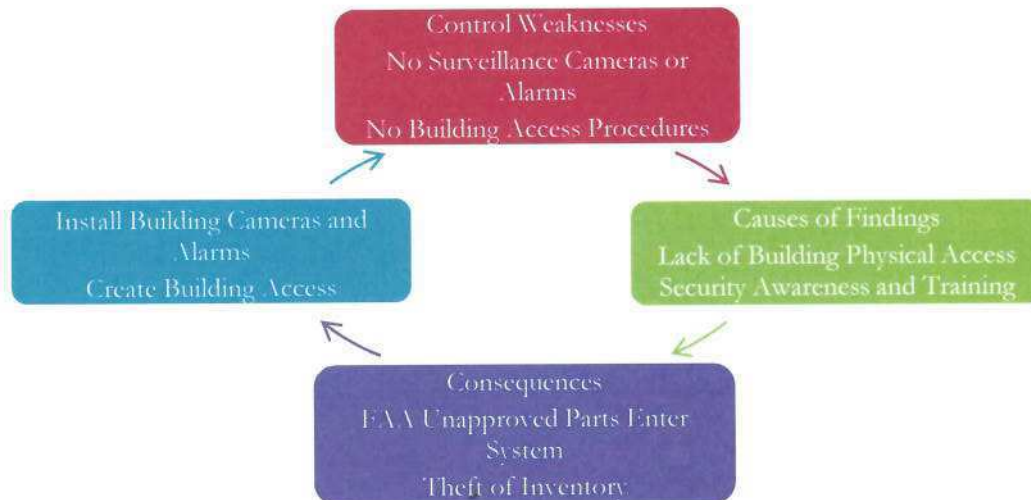 Control Weaknesses
No Surveillance Cameras or
Alarms
No Building Access Procedures
Install Building Cameras and
Alarms
Create Building Access
Causes of Findings
Lack of Building Physical Access
Security Awareness and Training
Consequences
FAA Unapproved Parts Enter
System
Theft of Inventory